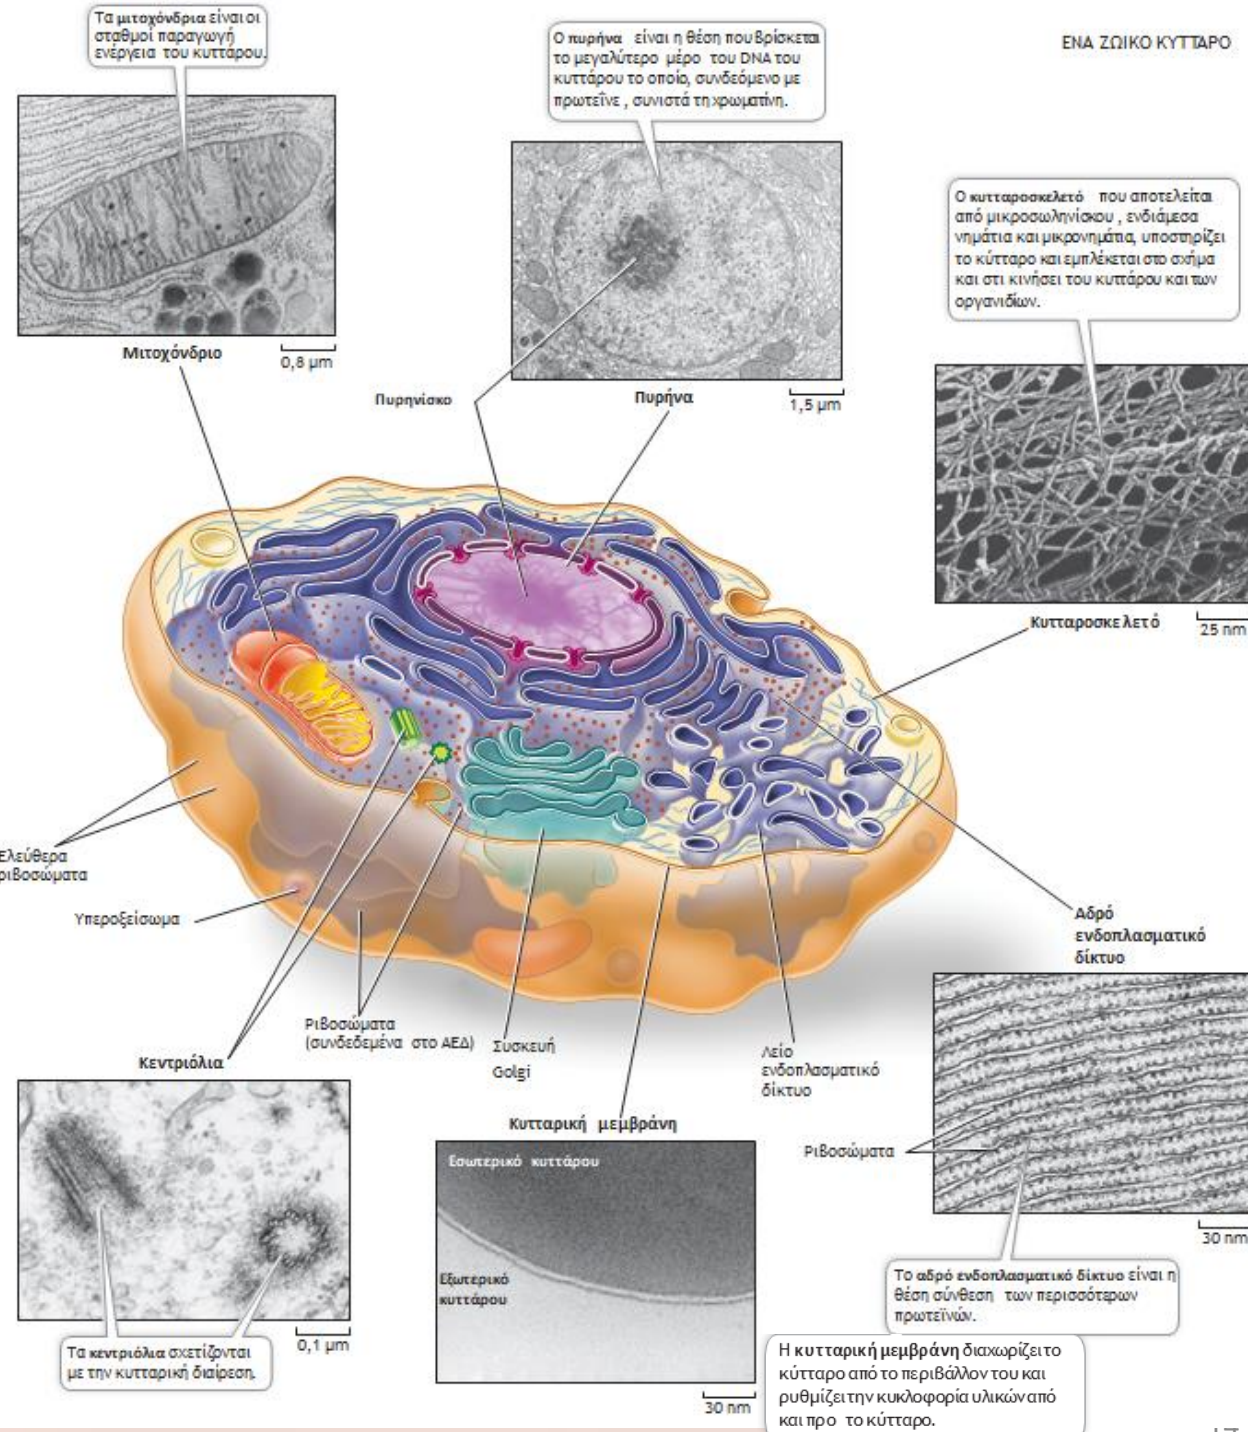 Τα μιτοχόνδρια είναι οι
σταθμοί παραγωγή
ενέργεια του κυττάρου.
Ο πυρήνα είναι η θέση που βρίσκεται
το μεγαλύτερο μέρο του DNA του
κυττάρου το οποίο, συνδεόμενο με
πρωτεΐνε , συνιστά τη χρωματίνη.
ΕΝΑ ΖΩΙΚΟ ΚΥΤΤΑΡΟ
Ο κυτταροσκελετό που αποτελείται
από μικροσωληνίσκου , ενδιάμεσα
νημάτια και μικρονημάτια, υποστηρίζει
το κύτταρο και εμπλέκεται στο σχήμα
και στι κινήσει του κυττάρου και των
οργανιδίων.
Μιτοχόνδριο
0,8 μm
Πυρηνίσκο
Πυρήνα
1,5 μm
Κυτταροσκελετό
25 nm
Ελεύθερα
ριβοσώματα
Υπεροξείσωμα
Αδρό
ενδοπλασματικό
δίκτυο
Ριβοσώματα
(συνδεδεμένα στο ΑΕΔ)
Συσκευή
Golgi
Λείο
ενδοπλασματικό
δίκτυο
Κεντριόλια
Κυτταρική μεμβράνη
Εσωτερικό κυττάρου
Εξωτερικό
κυττάρου
30 nm
Ριβοσώματα
30 nm
Το αδρό ενδοπλασματικό δίκτυο είναι η
θέση σύνθεση των περισσότερων
πρωτεϊνών.
0,1 μm
Τα κεντριόλια σχετίζονται
με την κυτταρική διαίρεση.
Η κυτταρική μεμβράνη διαχωρίζει το
κύτταρο από το περιβάλλον του και
ρυθμίζει την κυκλοφορία υλικών από
και προ το κύτταρο.